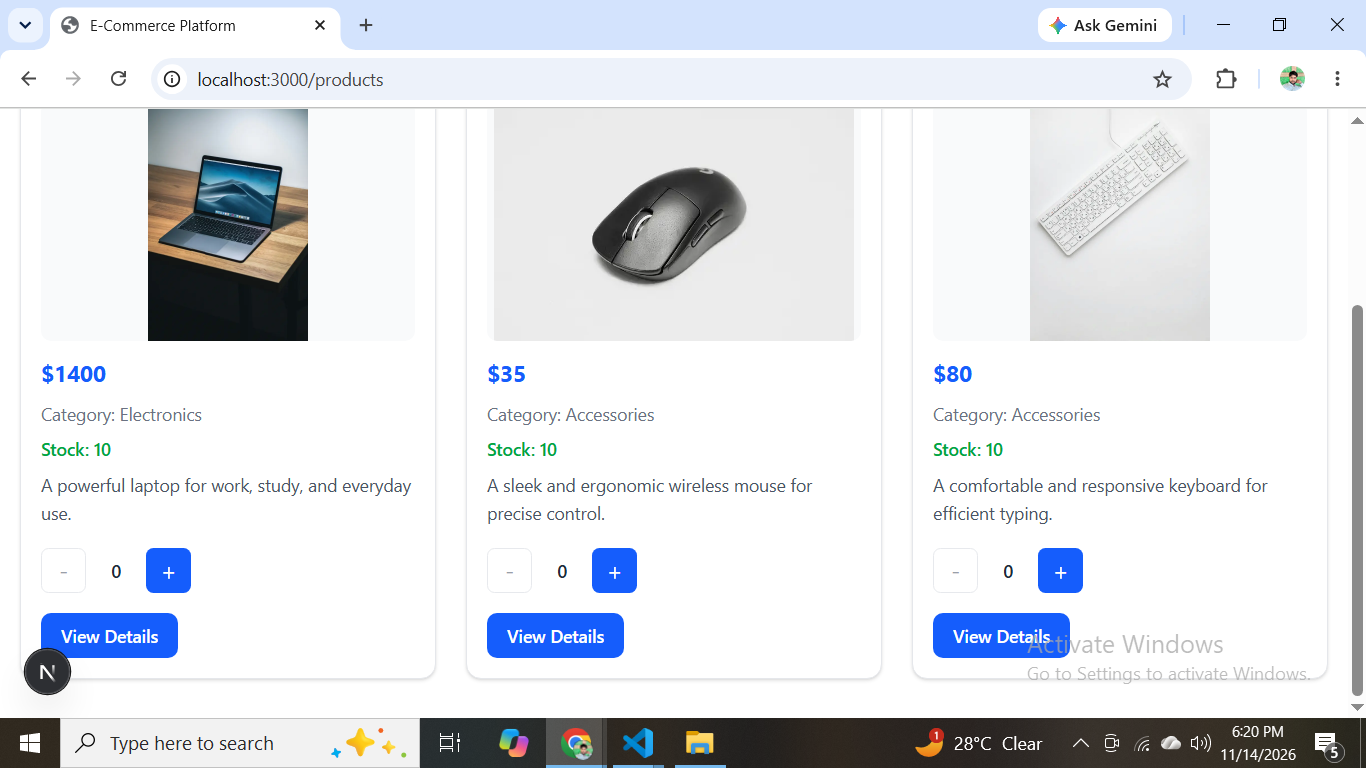 E-Commerce Platform
Ask Gemini
localhost:3000/products
$1400
Category: Electronics
Stock: 10
A powerful laptop for work, study, and everyday
use.
- 0 +
View Details
$35
Category: Accessories
Stock: 10
A sleek and ergonomic wireless mouse for
precise control.
- 0 +
View Details
$80
Category: Accessories
Stock: 10
A comfortable and responsive keyboard for
efficient typing.
- 0 +
View Details
N
Activate Windows
Go to Settings to activate Windows.
Type here to search
1
28°C Clear
6:20 PM
11/14/2026
5